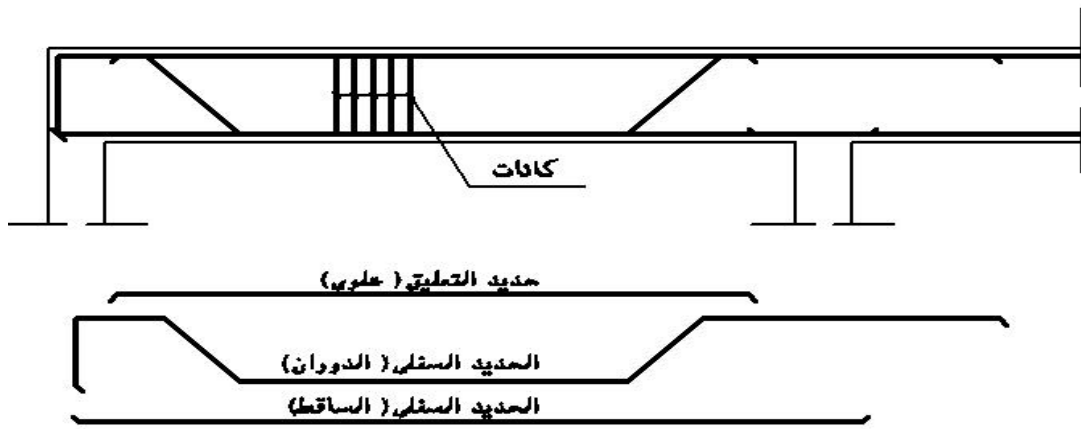 كانات
حديد التعليق( علوي)
الحديد السفلي( الدوران)
الحديد السفلي( الساقط)